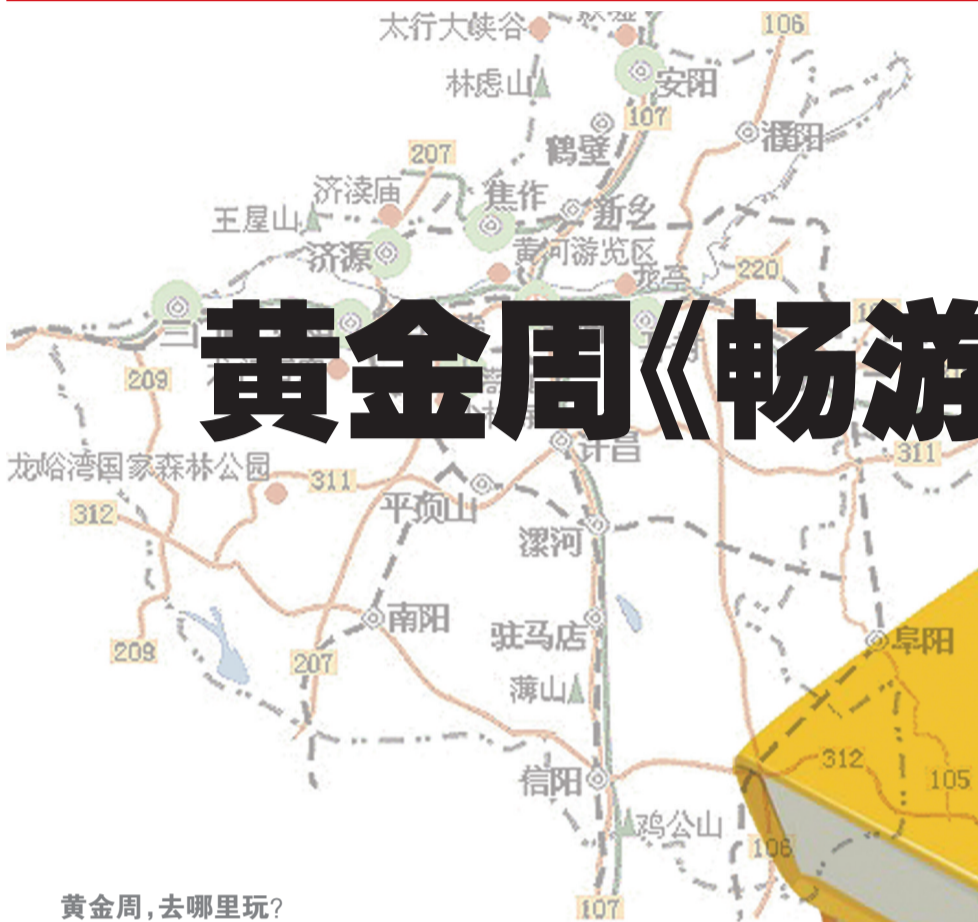 106
太行大峡谷
林虑山
安阳
107
濮阳
鹤壁
207
济渎庙
焦作
王屋山
新乡
济源
黄河游览区
龙亭
220
三
黄金周《畅游
209
许昌
311
龙峪湾国家森林公园
311
312
平顶山
漯河
南阳
驻马店
阜阳
209
207
薄山
312
信阳
105
鸡公山
106
黄金周,去哪里玩?
107